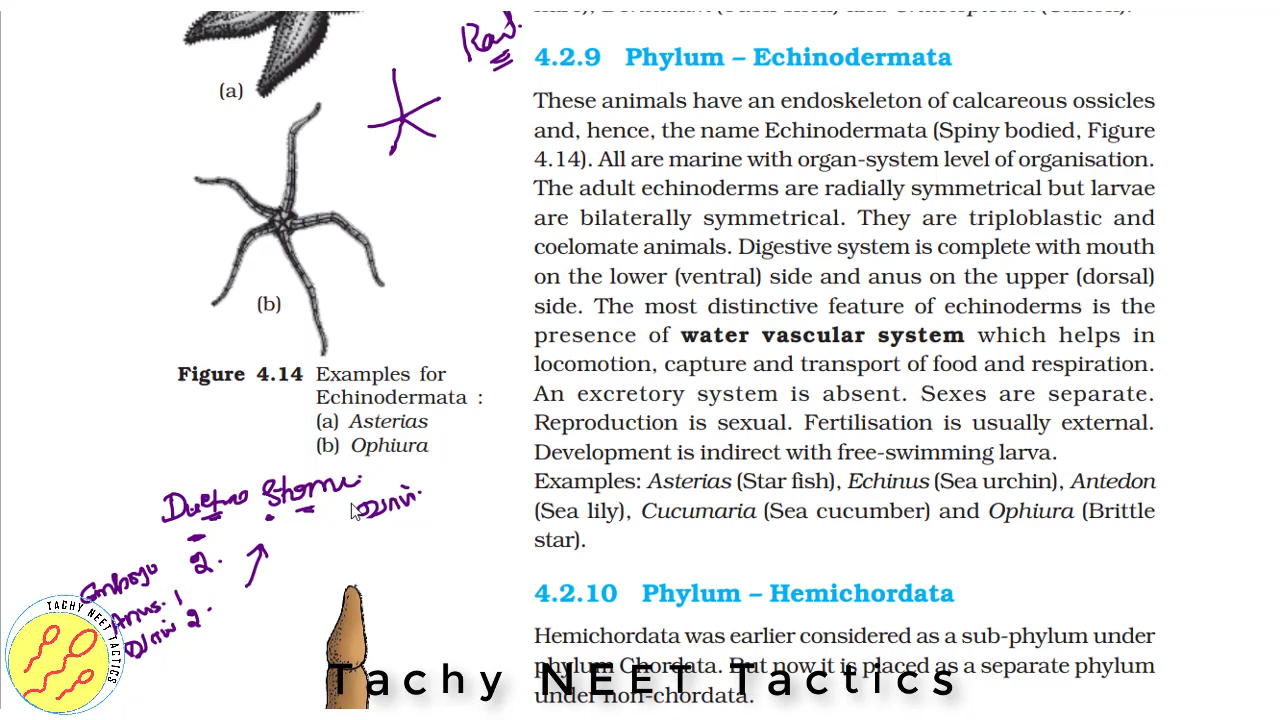 4.2.9 Phylum – Echinodermata
These animals have an endoskeleton of calcareous ossicles
and, hence, the name Echinodermata (Spiny bodied, Figure
4.14). All are marine with organ-system level of organisation.
The adult echinoderms are radially symmetrical but larvae
are bilaterally symmetrical. They are triploblastic and
coelomate animals. Digestive system is complete with mouth
on the lower (ventral) side and anus on the upper (dorsal)
side. The most distinctive feature of echinoderms is the
presence of water vascular system which helps in
locomotion, capture and transport of food and respiration.
An excretory system is absent. Sexes are separate.
Reproduction is sexual. Fertilisation is usually external.
Development is indirect with free-swimming larva.
Examples: Asterias (Star fish), Echinus (Sea urchin), Antedon
(Sea lily), Cucumaria (Sea cucumber) and Ophiura (Brittle
star).
4.2.10 Phylum – Hemichordata
Hemichordata was earlier considered as a sub-phylum under
phylum Chordata. But now it is placed as a separate phylum
under non-chordata.
(a)
(b)
Figure 4.14 Examples for
Echinodermata :
(a) Asterias
(b) Ophiura
Rad.
2.
Embryo
Anus. 1
2
TACHY NEET TACTICS
Tachy NEET Tactics